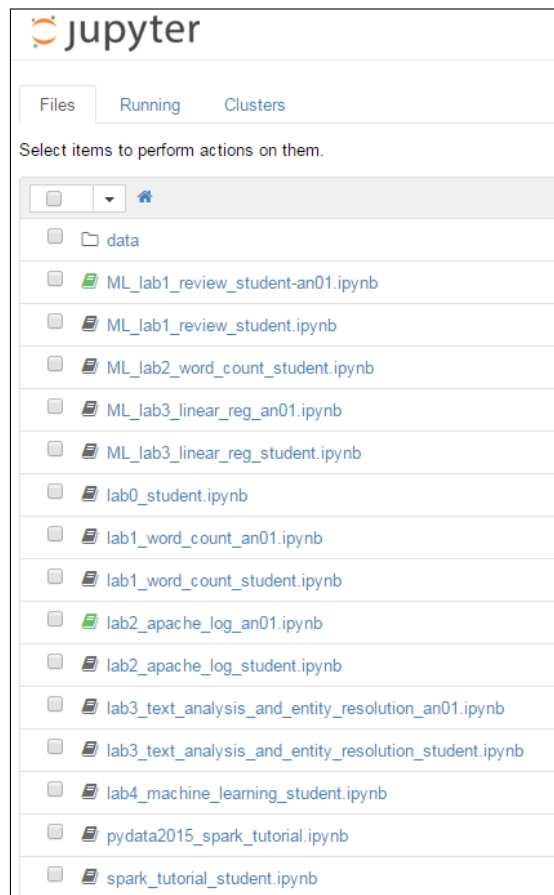 jupyter
Files Running Clusters
Select items to perform actions on them.
data
ML_lab1_review_student-an01.ipynb
ML_lab1_review_student.ipynb
ML_lab2_word_count_student.ipynb
ML_lab3_linear_reg_an01.ipynb
ML_lab3_linear_reg_student.ipynb
lab0_student.ipynb
lab1_word_count_an01.ipynb
lab1_word_count_student.ipynb
lab2_apache_log_an01.ipynb
lab2_apache_log_student.ipynb
lab3_text_analysis_and_entity_resolution_an01.ipynb
lab3_text_analysis_and_entity_resolution_student.ipynb
lab4_machine_learning_student.ipynb
pydata2015_spark_tutorial.ipynb
spark_tutorial_student.ipynb